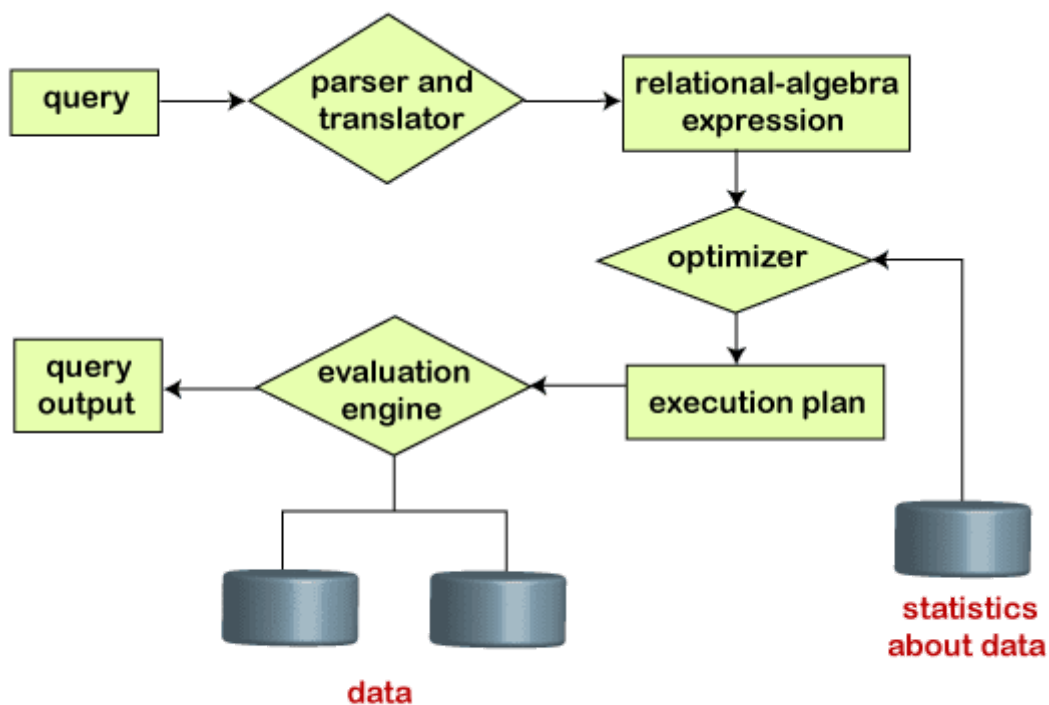 query
parser and
translator
relational-algebra
expression
optimizer
query
output
evaluation
engine
execution plan
statistics
about data
data